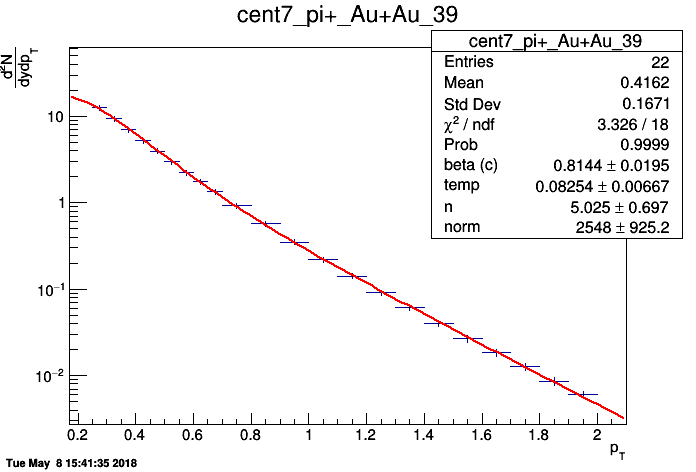 cent7_pi+_Au+Au_39
d²N
dydp_T
cent7_pi+_Au+Au_39
Entries 22
Mean 0.4162
Std Dev 0.1671
χ² / ndf 3.326 / 18
Prob 0.9999
beta (c) 0.8144 ± 0.0195
temp 0.08254 ± 0.00667
n 5.025 ± 0.697
norm 2548 ± 925.2
10
1
10⁻¹
10⁻²
0.2 0.4 0.6 0.8 1 1.2 1.4 1.6 1.8 2
p_T
Tue May 8 15:41:35 2018